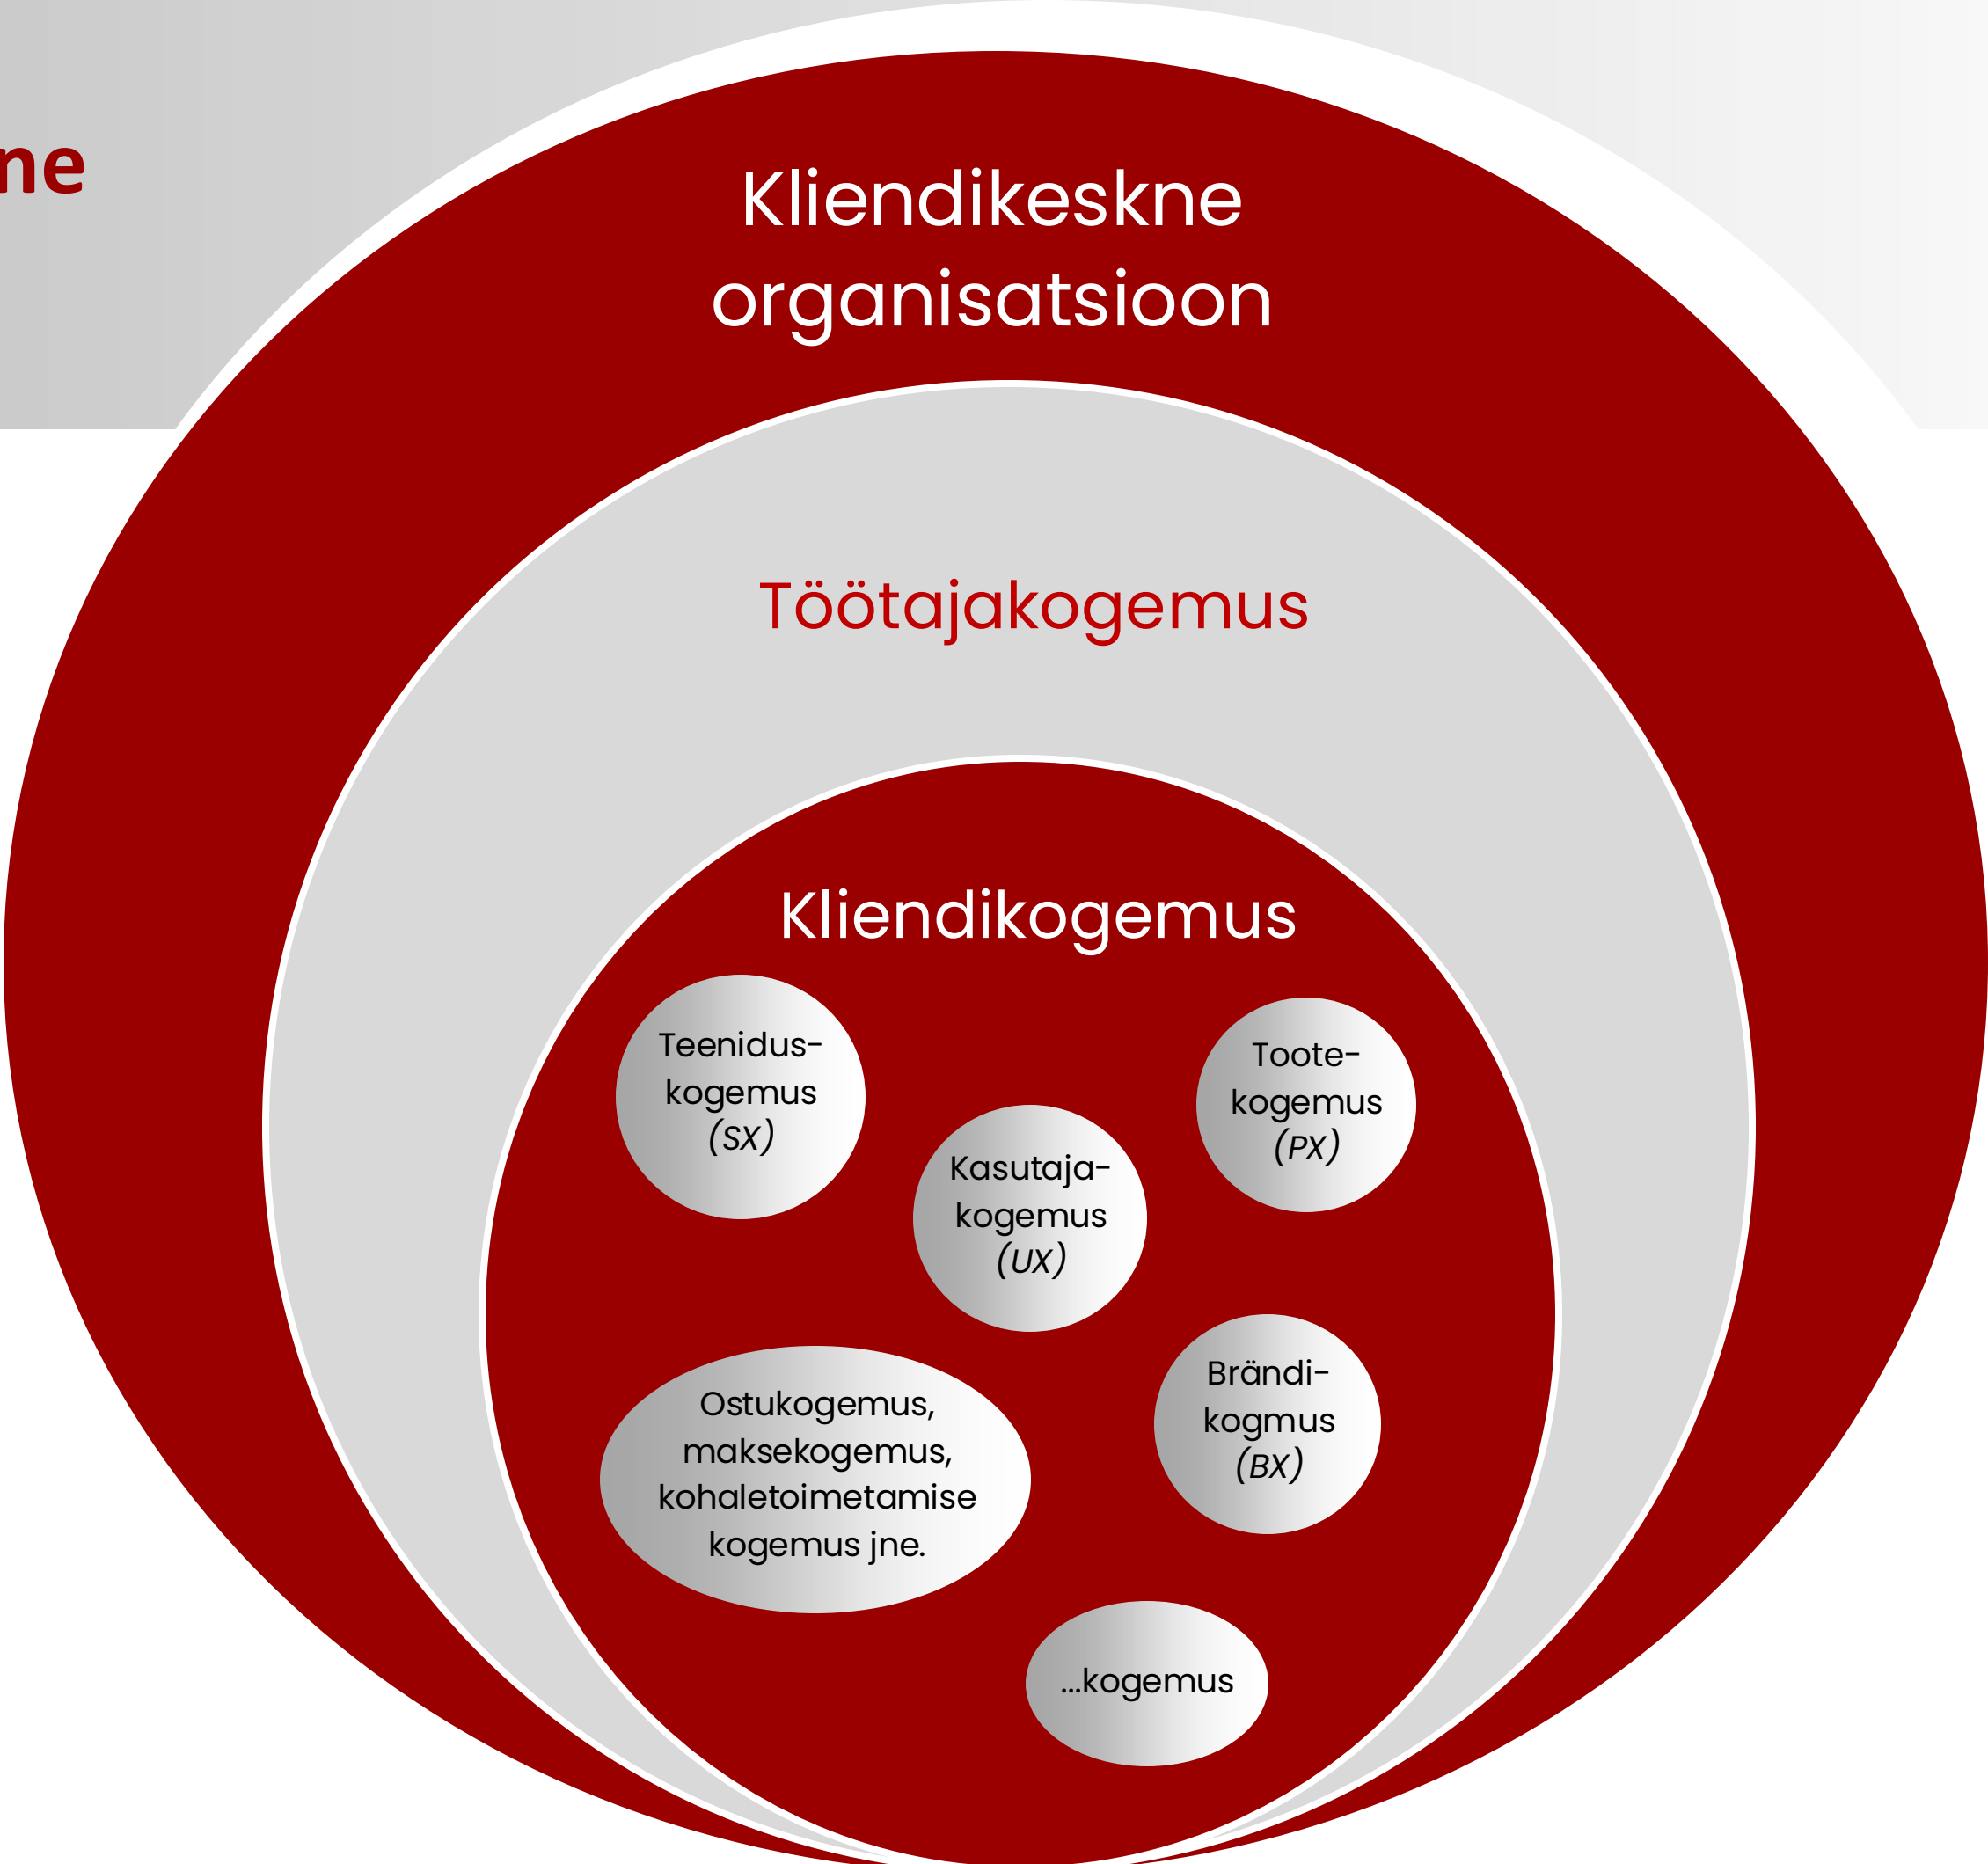 ne
Kliendikeskne
organisatsioon
Töötajakogemus
Kliendikogemus
Teenidus-
kogemus
(SX)
Toote-
kogemus
(PX)
Kasutaja-
kogemus
(UX)
Brändi-
kogmus
(BX)
Ostukogemus,
maksekogemus,
kohaletoimetamise
kogemus jne.
...kogemus